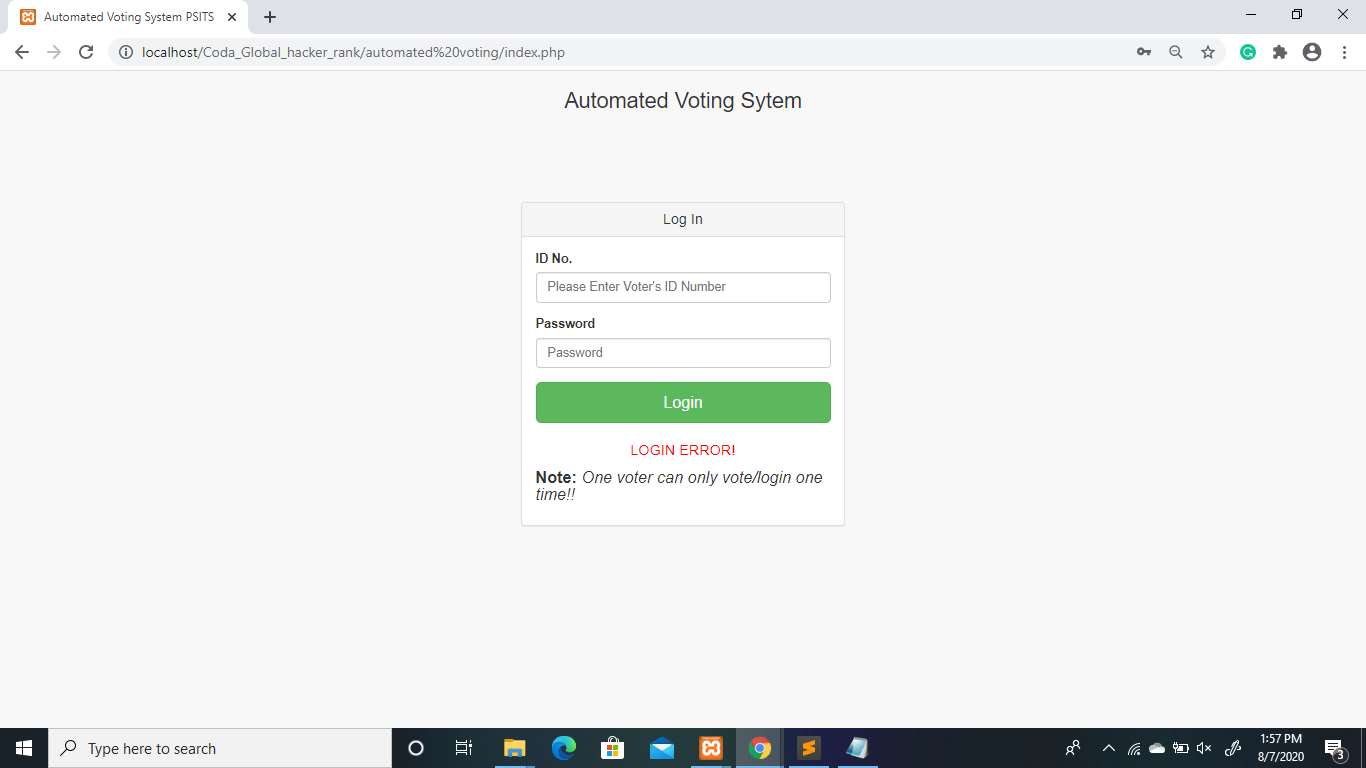 Automated Voting System PSITS
localhost/Coda_Global_hacker_rank/automated%20voting/index.php
Automated Voting Sytem
Log In
ID No.
Please Enter Voter's ID Number
Password
Password
Login
LOGIN ERROR!
Note: One voter can only vote/login one
time!!
Type here to search
1:57 PM
8/7/2020
3